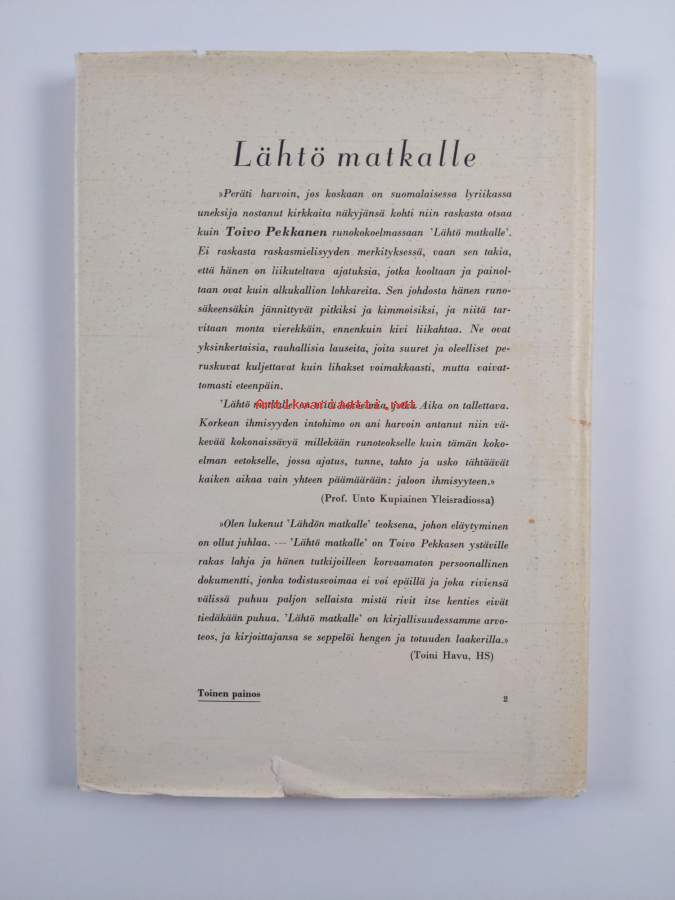 Lähtö matkalle
»Peräti harvoin, jos koskaan on suomalaisessa lyriikassa
uneksija nostanut kirkkaita näkyjänsä kohti niin raskasta otsaa
kuin Toivo Pekkanen runokokoelmassaan 'Lähtö matkalle'.
Ei raskasta raskasmielisyyden merkityksessä, vaan sen takia,
että hänen on liikuteltava ajatuksia, jotka kooltaan ja painol-
taan ovat kuin alkukallion lohkareita. Sen johdosta hänen runo-
säkeensäkin jännittyvät pitkiksi ja kimmoisiksi, ja niitä tar-
vitaan monta vierekkäin, ennenkuin kivi liikahtaa. Ne ovat
yksinkertaisia, rauhallisia lauseita, joita suuret ja oleelliset pe-
ruskuvat kuljettavat kuin lihakset voimakkaasti, mutta vaivat-
tomasti eteenpäin.
'Lähtö matkalle' on Aika on tallettava.
Antikvariaatti.net
Korkean ihmisyyden intohimo on ani harvoin antanut niin vä-
kevää kokonaissävyä millekään runoteokselle kuin tämän koko-
elman eetokselle, jossa ajatus, tunne, tahto ja usko tähtäävät
kaiken aikaa vain yhteen päämäärään: jaloon ihmisyyteen.»
(Prof. Unto Kupiainen Yleisradiossa)
»Olen lukenut 'Lähdön matkalle' teoksena, johon eläytyminen
on ollut juhlaa. — 'Lähtö matkalle' on Toivo Pekkasen ystäville
rakas lahja ja hänen tutkijoilleen korvaamaton persoonallinen
dokumentti, jonka todistusvoimaa ei voi epäillä ja joka riviensä
välissä puhuu paljon sellaista mistä rivit itse kenties eivät
tiedäkään puhua. 'Lähtö matkalle' on kirjallisuudessamme arvo-
teos, ja kirjoittajansa se seppelöi hengen ja totuuden laakerilla.»
(Toini Havu, HS)
Toinen painos
2